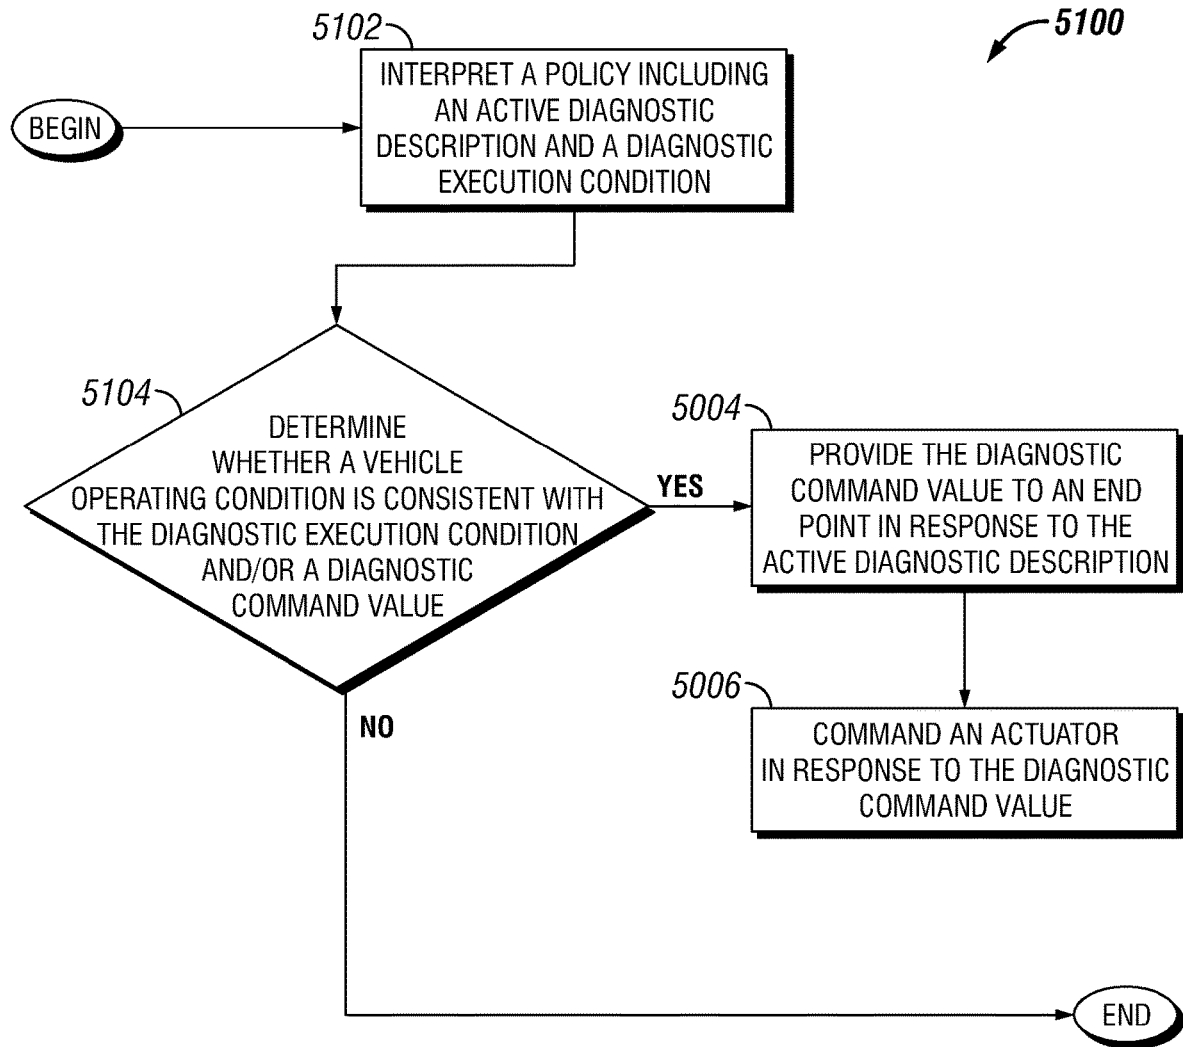 5100
5102
INTERPRET A POLICY INCLUDING
AN ACTIVE DIAGNOSTIC
DESCRIPTION AND A DIAGNOSTIC
EXECUTION CONDITION
BEGIN
5104
DETERMINE
WHETHER A VEHICLE
OPERATING CONDITION IS CONSISTENT WITH
THE DIAGNOSTIC EXECUTION CONDITION
AND/OR A DIAGNOSTIC
COMMAND VALUE
YES
5004
PROVIDE THE DIAGNOSTIC
COMMAND VALUE TO AN END
POINT IN RESPONSE TO THE
ACTIVE DIAGNOSTIC DESCRIPTION
5006
COMMAND AN ACTUATOR
IN RESPONSE TO THE DIAGNOSTIC
COMMAND VALUE
NO
END